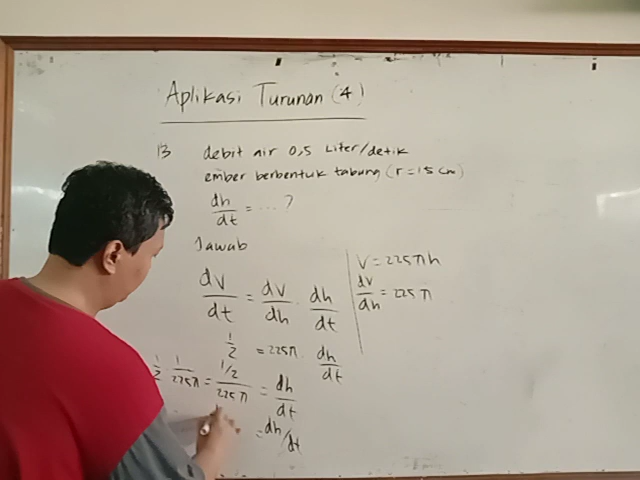 Aplikasi Turunan (4)
13 debit air 0,5 Liter/detik
ember berbentuk tabung (r = 15 cm)
dh/dt = .... ?
Jawab
dV/dt = dV/dh . dh/dt
1/2 = 225π . dh/dt
1/2 . 1/225π = 1/2 / 225π = dh/dt
= dh/dt
V = 225πh
dV/dh = 225π